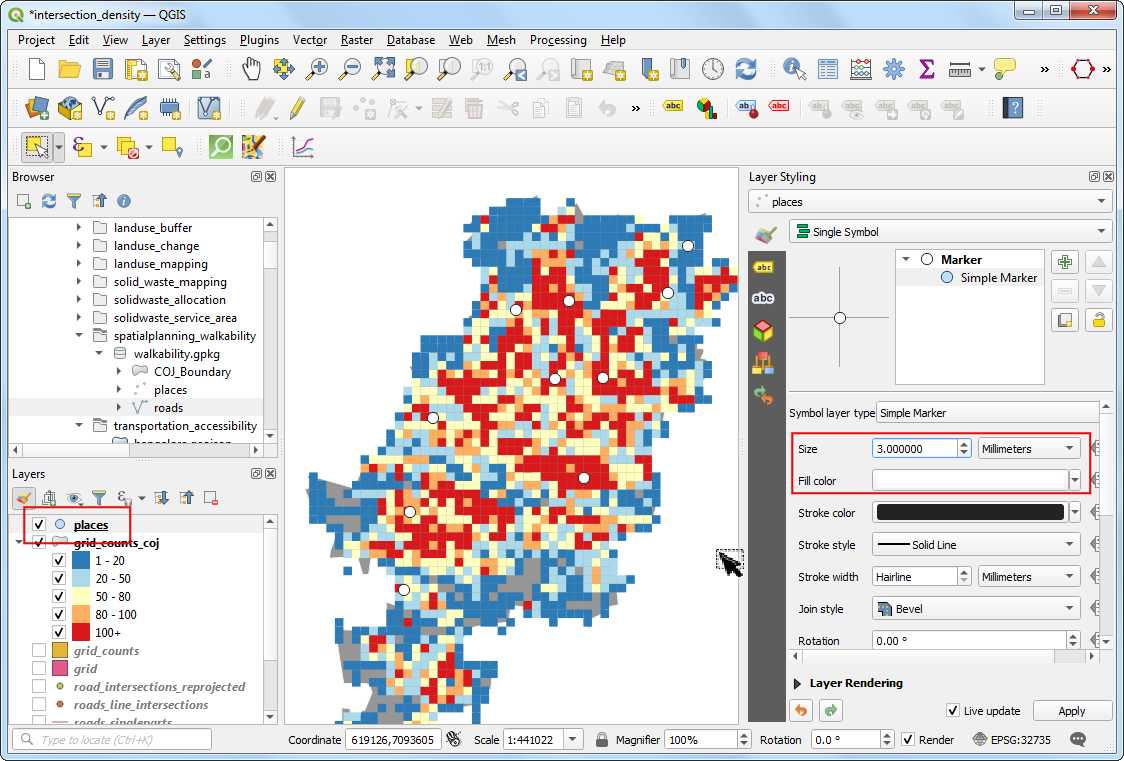 *intersection_density — QGIS
Project Edit View Layer Settings Plugins Vector Raster Database Web Mesh Processing Help
Browser
landuse_buffer
landuse_change
landuse_mapping
solid_waste_mapping
solidwaste_allocation
solidwaste_service_area
spatialplanning_walkability
walkability.gpkg
COJ_Boundary
places
roads
transportation_accessibility
Layers
places
grid_counts_coj
1 - 20
20 - 50
50 - 80
80 - 100
100+
grid_counts
grid
road_intersections_reprojected
roads_line_intersections
roads_singleparts
Layer Styling
places
Single Symbol
Marker
Simple Marker
Symbol layer type Simple Marker
Size 3.000000 Millimeters
Fill color
Stroke color
Stroke style Solid Line
Stroke width Hairline Millimeters
Join style Bevel
Rotation 0.00 °
Layer Rendering
Live update Apply
Type to locate (Ctrl+K) Coordinate 619126,7093605 Scale 1:441022 Magnifier 100% Rotation 0.0 ° Render EPSG:32735